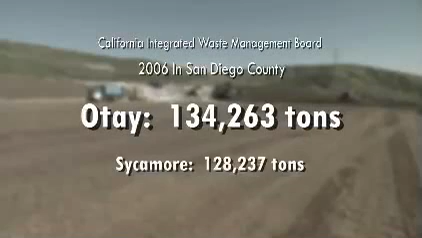 California Integrated Waste Management Board
2006 In San Diego County
Otay: 134,263 tons
Sycamore: 128,237 tons